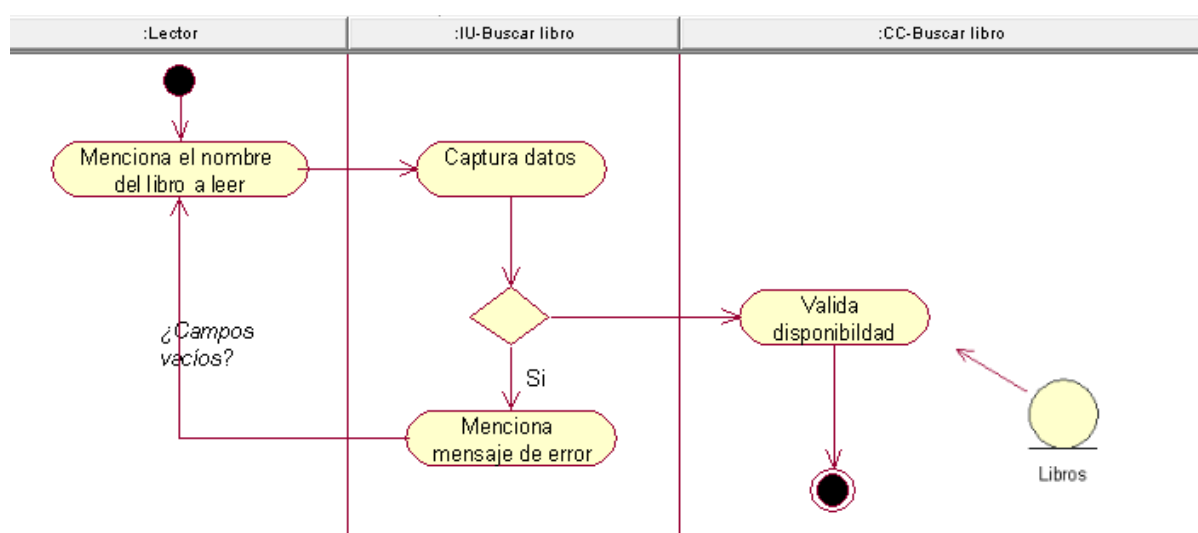 :Lector
:IU-Buscar libro
:CC-Buscar libro
Menciona el nombre
del libro a leer
Captura datos
Valida
disponibildad
¿Campos
vacíos?
Si
Menciona
mensaje de error
Libros